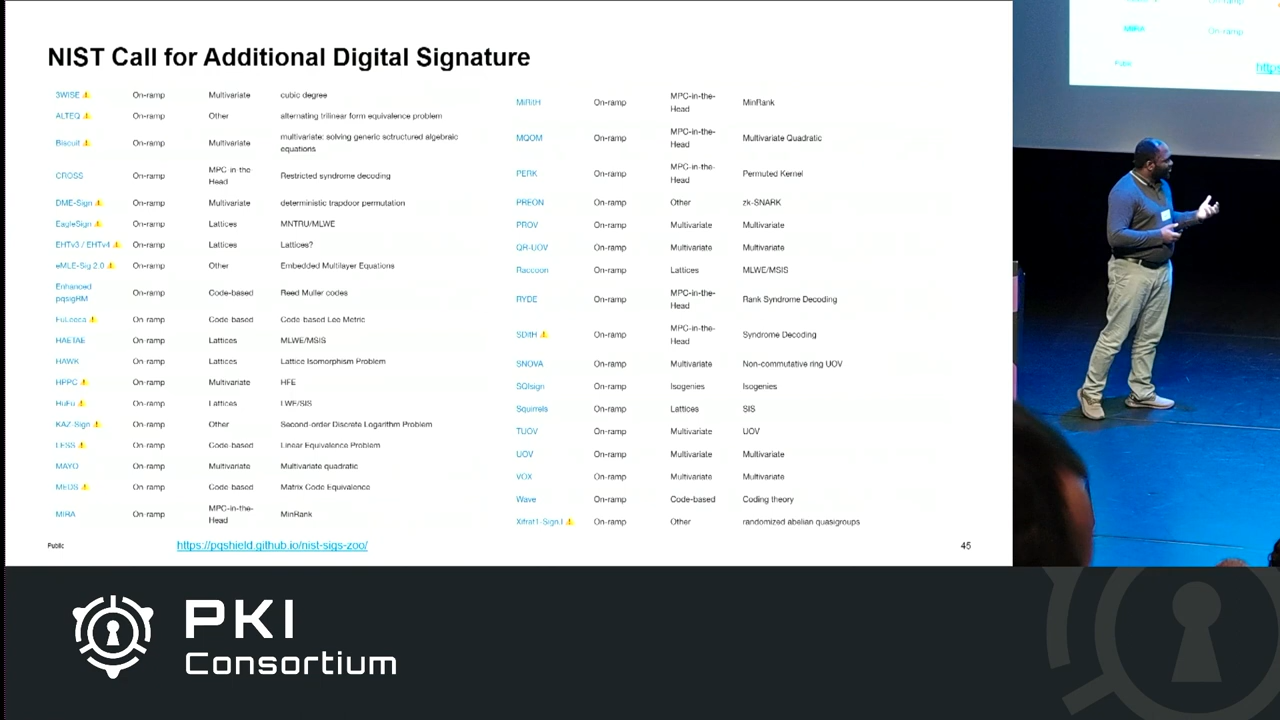 NIST Call for Additional Digital Signature
3WISE On-ramp Multivariate cubic degree
ALTEQ On-ramp Other alternating trilinear form equivalence problem
Biscuit On-ramp Multivariate multivariate: solving generic sctructured algebraic
equations
CROSS On-ramp MPC in the
Head Restricted syndrome decoding
DME-Sign On-ramp Multivariate deterministic trapdoor permutation
EagleSign On-ramp Lattices MNTRU/MLWE
EHTv3 / EHTv4 On-ramp Lattices Lattices?
eMLE-Sig 2.0 On-ramp Other Embedded Multilayer Equations
Enhanced
pqsigRM On-ramp Code-based Reed Muller codes
FuLeeca On-ramp Code based Code based Lee Metric
HAETAE On-ramp Lattices MLWE/MSIS
HAWK On-ramp Lattices Lattice Isomorphism Problem
HPPC On-ramp Multivariate HFE
HuFu On-ramp Lattices LWE/SIS
KAZ Sign On-ramp Other Second-order Discrete Logarithm Problem
LESS On-ramp Code-based Linear Equivalence Problem
MAYO On-ramp Multivariate Multivariate quadratic
MEDS On-ramp Code based Matrix Code Equivalence
MIRA On-ramp MPC-in-the-
Head MinRank
MiRitH On-ramp MPC-in-the-
Head MinRank
MQOM On-ramp MPC-in-the-
Head Multivariate Quadratic
PERK On-ramp MPC-in-the-
Head Permuted Kernel
PREON On-ramp Other zk-SNARK
PROV On-ramp Multivariate Multivariate
QR-UOV On-ramp Multivariate Multivariate
Raccoon On-ramp Lattices MLWE/MSIS
RYDE On-ramp MPC-in-the-
Head Rank Syndrome Decoding
SDitH On-ramp MPC-in-the-
Head Syndrome Decoding
SNOVA On-ramp Multivariate Non-commutative ring UOV
SQIsign On-ramp Isogenies Isogenies
Squirrels On-ramp Lattices SIS
TUOV On-ramp Multivariate UOV
UOV On-ramp Multivariate Multivariate
VOX On-ramp Multivariate Multivariate
Wave On-ramp Code-based Coding theory
Xifrat1-Sign.I On-ramp Other randomized abelian quasigroups
Public
https://pqshield.github.io/nist-sigs-zoo/
45
On-ramp
Public
https
PKI
Consortium